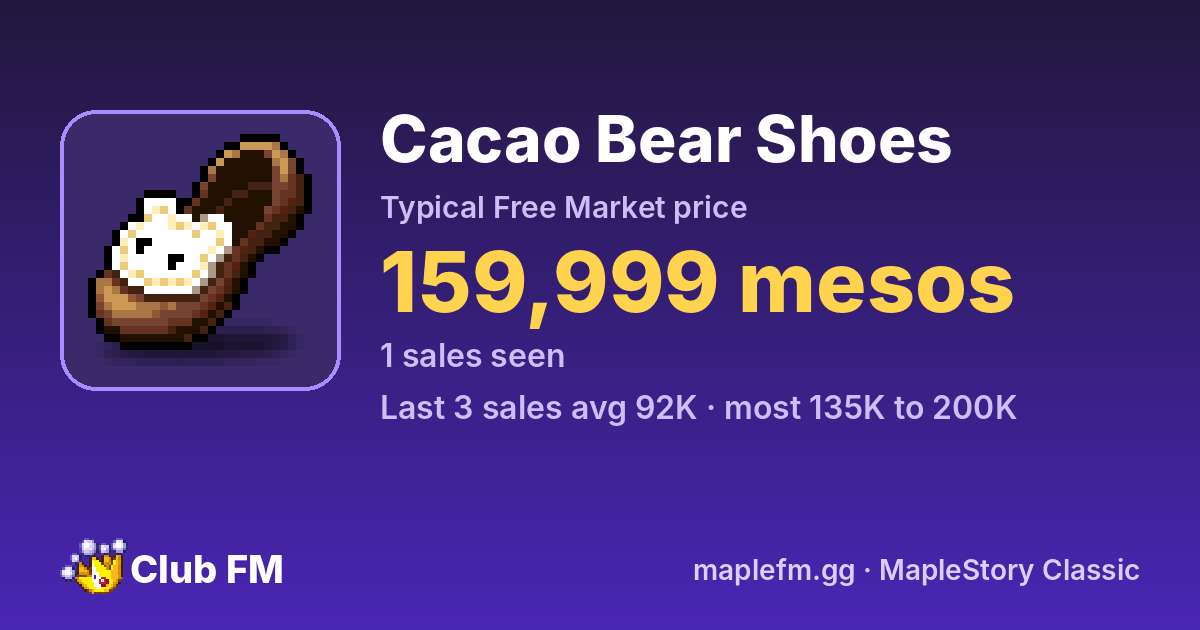 Cacao Bear Shoes
Typical Free Market price
159,999 mesos
1 sales seen
Last 3 sales avg 92K · most 135K to 200K
Club FM
maplefm.gg · MapleStory Classic